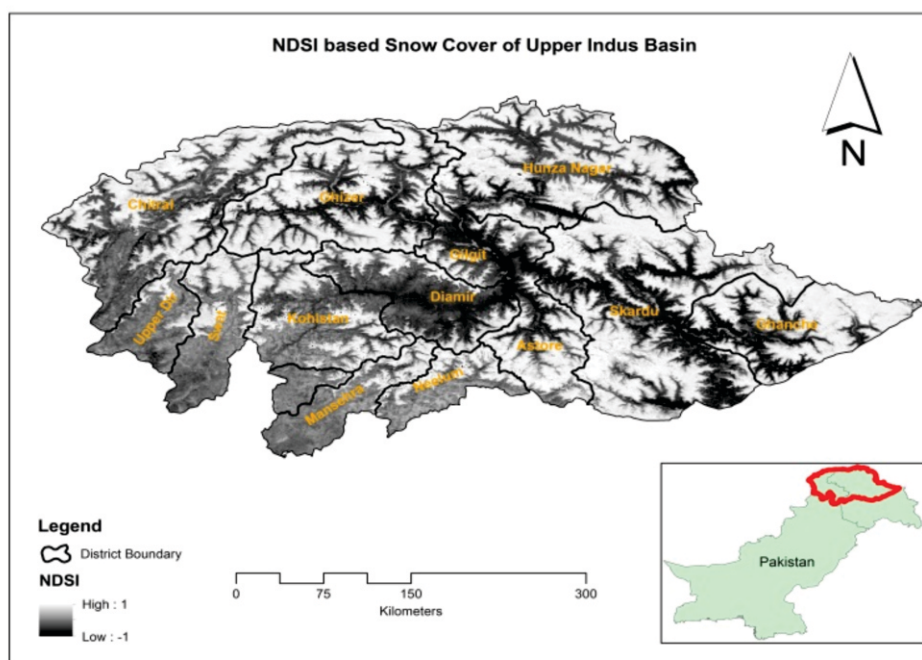 NDSI based Snow Cover of Upper Indus Basin
N
Hunza Nagar
Chitral
Ghizer
Gilgit
Diamir
Skardu
Ghanche
Upper Dir
Swat
Kohistan
Astore
Neelum
Mansehra
Legend
District Boundary
NDSI
High : 1
Low : -1
0 75 150 300
Kilometers
Pakistan